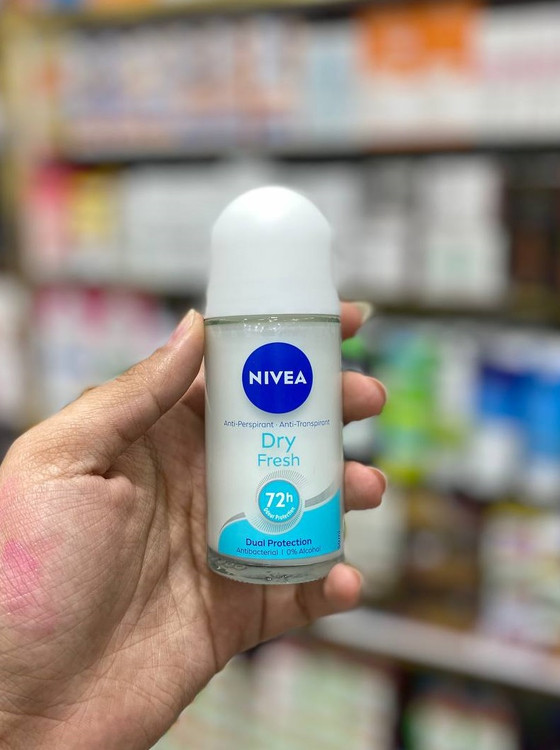 NIVEA
Anti-Perspirant · Anti-Transpirant
Dry
Fresh
72h
Dual Protection
Antibacterial | 0% Alcohol